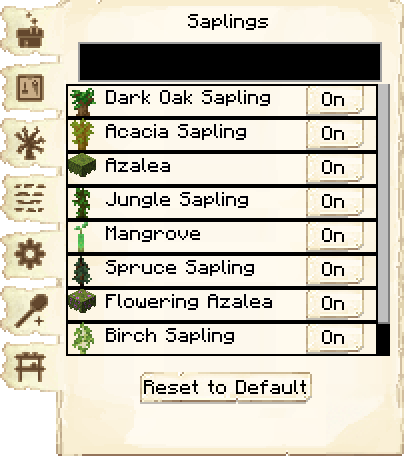 Saplings
Dark Oak Sapling On
Acacia Sapling On
Azalea On
Jungle Sapling On
Mangrove On
Spruce Sapling On
Flowering Azalea On
Birch Sapling On
Reset to Default